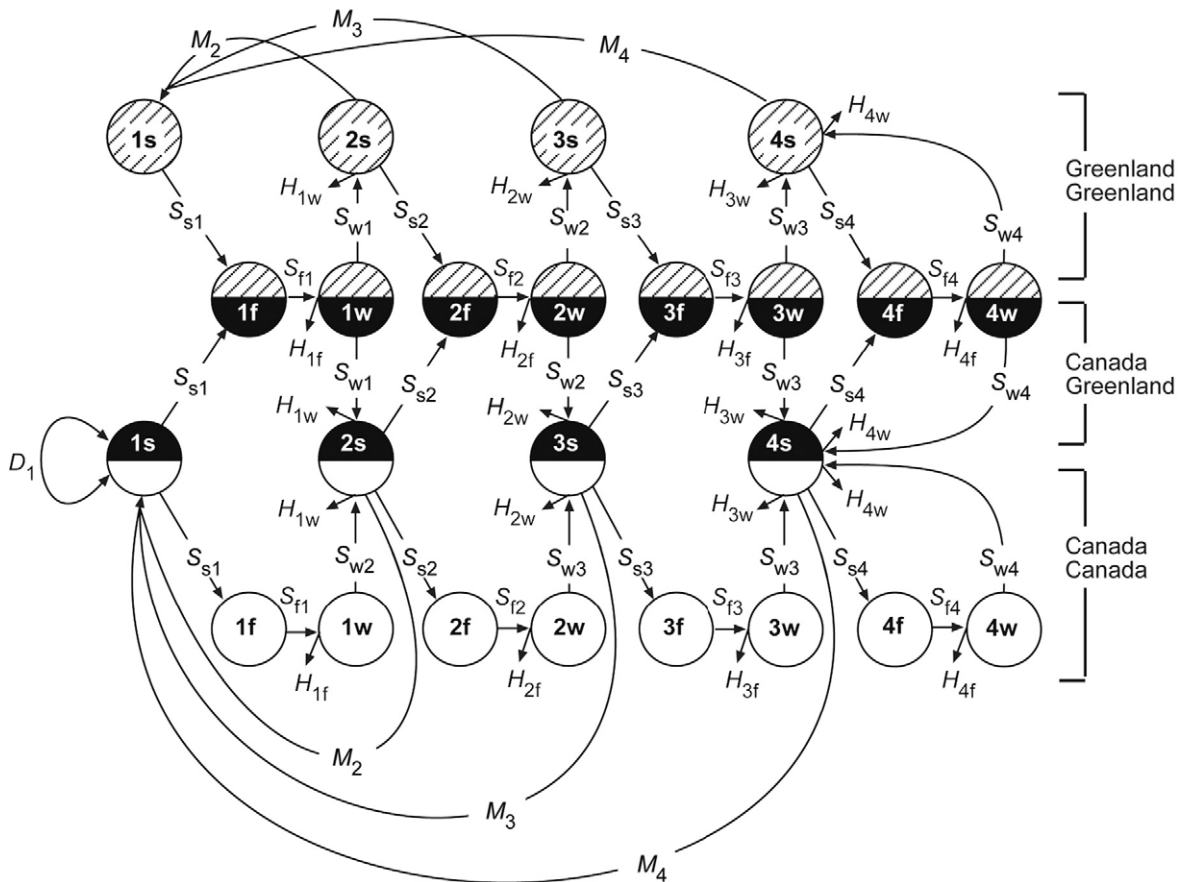 M3
M2
M4
1s 2s 3s 4s H4w
Greenland
Greenland
H1w H2w H3w
Ss1 Sw1 Ss2 Sw2 Ss3 Sw3 Ss4 Sw4
Sf1 Sf2 Sf3 Sf4
1f 1w 2f 2w 3f 3w 4f 4w
H1f H2f H3f H4f
Canada
Greenland
Ss1 Sw1 Ss2 Sw2 Ss3 Sw3 Ss4 Sw4
H1w H2w H3w H4w
D1 1s 2s 3s 4s
H1w H2w H3w H4w
Canada
Canada
Ss1 Sw2 Ss2 Sw3 Ss3 Sw3 Ss4 Sw4
Sf1 Sf2 Sf3 Sf4
1f 1w 2f 2w 3f 3w 4f 4w
H1f H2f H3f H4f
M2
M3
M4